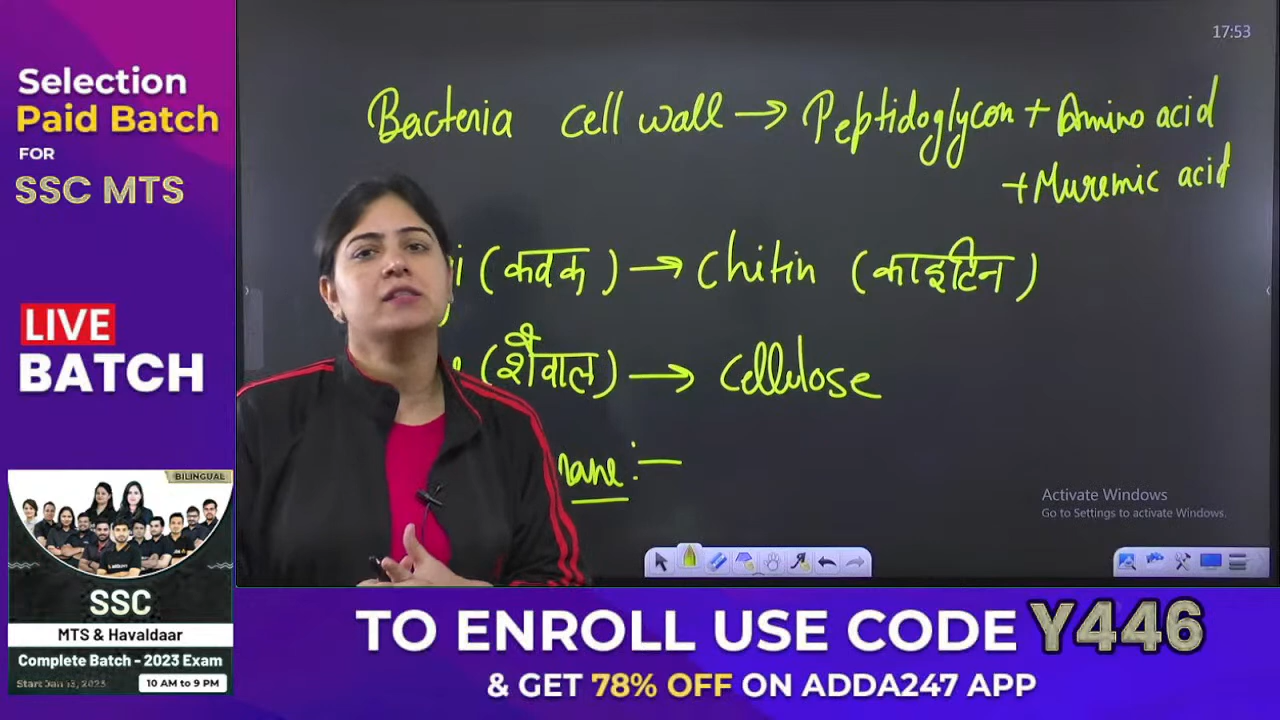 Selection
Paid Batch
FOR
SSC MTS
LIVE
BATCH
BILINGUAL
SSC
MTS & Havaldaar
Complete Batch - 2023 Exam
10 AM to 9 PM
17:53
Bacteria cell wall → Peptidoglycan + Amino acid
+ Muremic acid
(कवक) → Chitin (काइटिन)
(शैवाल) → Cellulose
Activate Windows
Go to Settings to activate Windows.
TO ENROLL USE CODE Y446
& GET 78% OFF ON ADDA247 APP